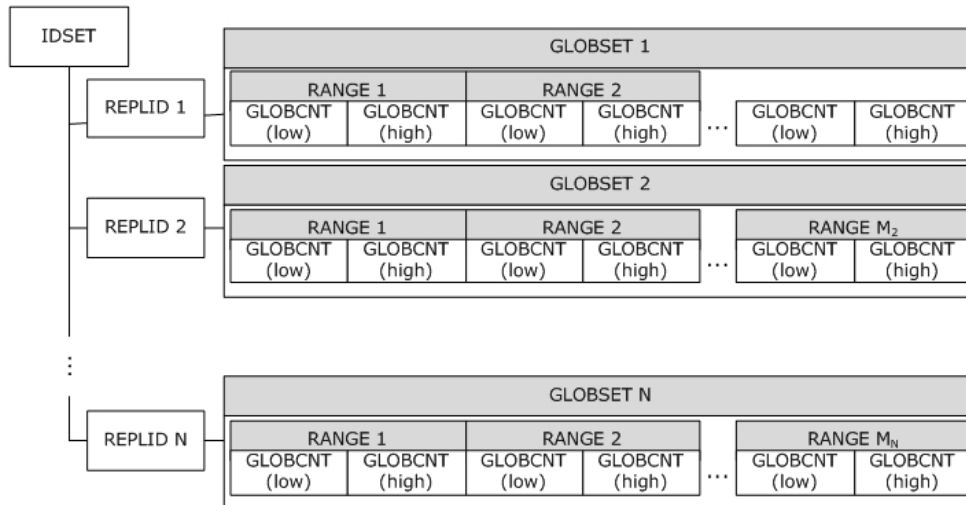 IDSET
GLOBSET 1
REPLID 1
RANGE 1 RANGE 2
GLOBCNT GLOBCNT GLOBCNT GLOBCNT GLOBCNT GLOBCNT
(low) (high) (low) (high) ... (low) (high)
GLOBSET 2
REPLID 2
RANGE 1 RANGE 2 RANGE M₂
GLOBCNT GLOBCNT GLOBCNT GLOBCNT GLOBCNT GLOBCNT
(low) (high) (low) (high) ... (low) (high)
⋮
GLOBSET N
REPLID N
RANGE 1 RANGE 2 RANGE Mₙ
GLOBCNT GLOBCNT GLOBCNT GLOBCNT GLOBCNT GLOBCNT
(low) (high) (low) (high) ... (low) (high)